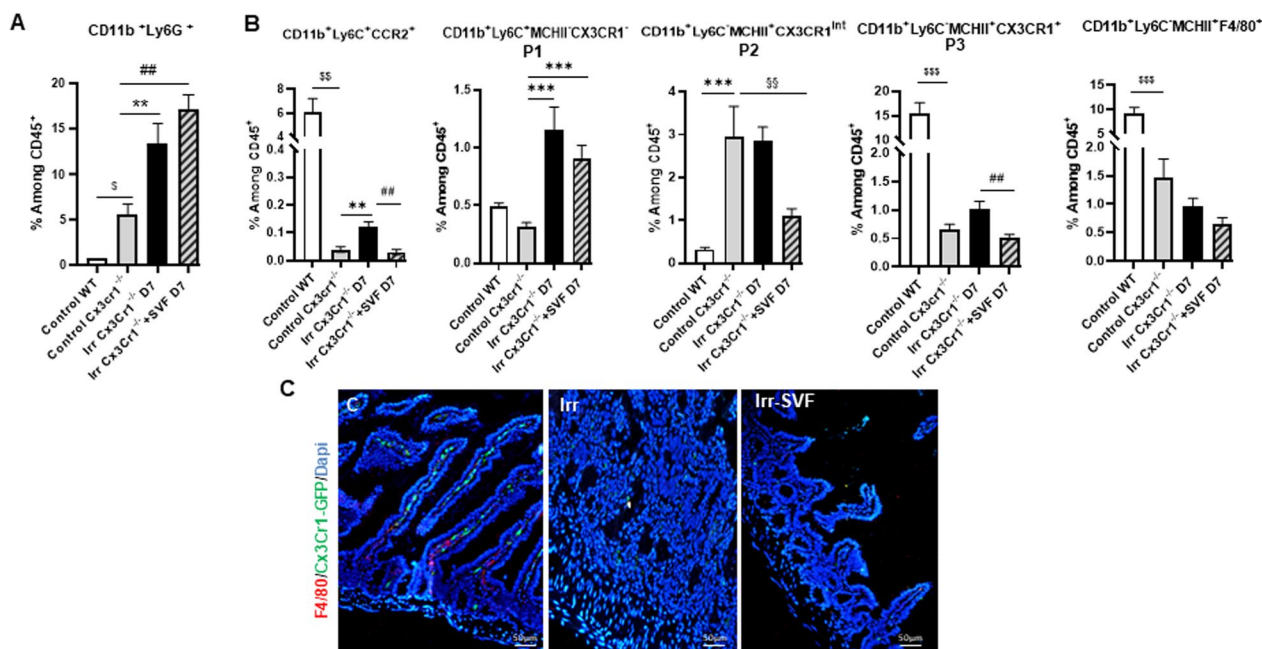 A
CD11b +Ly6G +
% Among CD45+
20
15
10
5
0
$
**
##
Control WT
Control Cx3cr1-/-
Irr Cx3Cr1-/- D7
Irr Cx3Cr1-/-+SVF D7
B
CD11b+Ly6C+CCR2+
% Among CD45+
8
6
4
0.2
0.1
0.0
$$
**
##
Control WT
Control Cx3cr1-/-
Irr Cx3Cr1-/- D7
Irr Cx3Cr1-/-+SVF D7
CD11b+Ly6C+MCHII-CX3CR1-
P1
% Among CD45+
1.5
1.0
0.5
0.0
***
***
Control WT
Control Cx3cr1-/-
Irr Cx3Cr1-/- D7
Irr Cx3Cr1-/-+SVF D7
CD11b+Ly6C-MCHII+CX3CR1Int
P2
% Among CD45+
4
3
2
1
0
***
§§
Control WT
Control Cx3cr1-/-
Irr Cx3Cr1-/- D7
Irr Cx3Cr1-/-+SVF D7
CD11b+Ly6C-MCHII+CX3CR1+
P3
% Among CD45+
20
15
10
5
2.0
1.5
1.0
0.5
0.0
$$$
##
Control WT
Control Cx3cr1-/-
Irr Cx3Cr1-/- D7
Irr Cx3Cr1-/-+SVF D7
CD11b+Ly6C-MCHII+F4/80+
% Among CD45+
15
10
5
2.0
1.5
1.0
0.5
0.0
$$$
Control WT
Control Cx3cr1-/-
Irr Cx3Cr1-/- D7
Irr Cx3Cr1-/-+SVF D7
C
F4/80/Cx3Cr1-GFP/Dapi
C
50µm
Irr
50µm
Irr-SVF
50µm